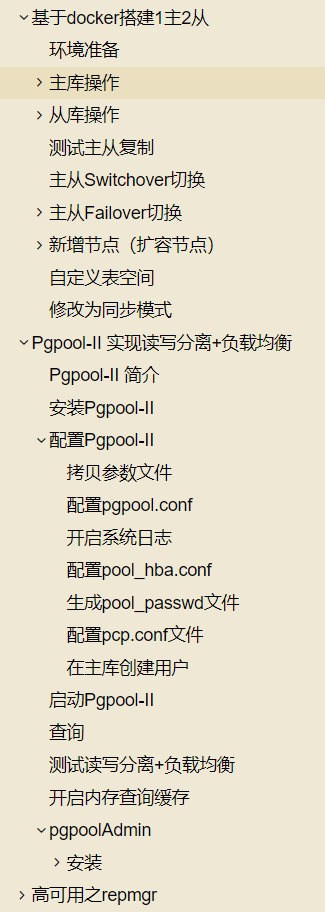 基于docker搭建1主2从
环境准备
主库操作
从库操作
测试主从复制
主从Switchover切换
主从Failover切换
新增节点（扩容节点）
自定义表空间
修改为同步模式
Pgpool-II 实现读写分离+负载均衡
Pgpool-II 简介
安装Pgpool-II
配置Pgpool-II
拷贝参数文件
配置pgpool.conf
开启系统日志
配置pool_hba.conf
生成pool_passwd文件
配置pcp.conf文件
在主库创建用户
启动Pgpool-II
查询
测试读写分离+负载均衡
开启内存查询缓存
pgpoolAdmin
安装
高可用之repmgr